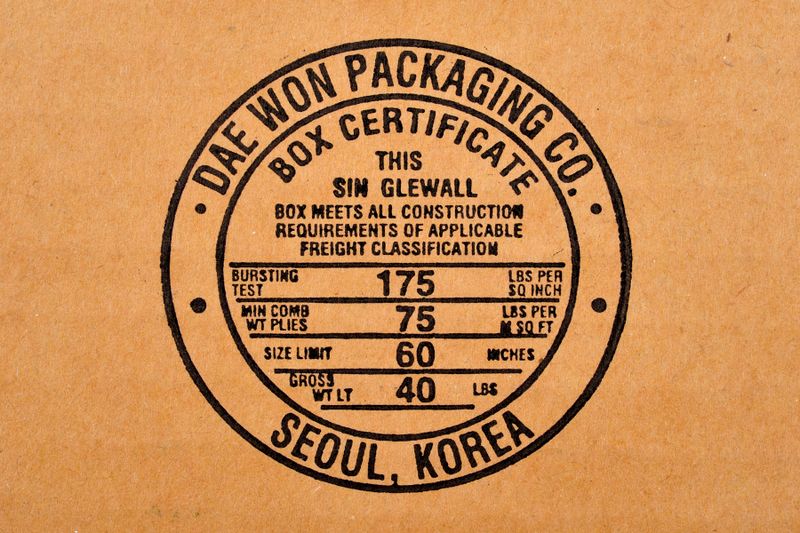 DAE WON PACKAGING CO.
BOX CERTIFICATE
THIS
SIN GLEWALL
BOX MEETS ALL CONSTRUCTION
REQUIREMENTS OF APPLICABLE
FREIGHT CLASSIFICATION
BURSTING TEST 175 LBS PER SQ INCH
MIN COMB WT PLIES 75 LBS PER M SQ FT
SIZE LIMIT 60 INCHES
GROSS WT LT 40 LBS
SEOUL, KOREA